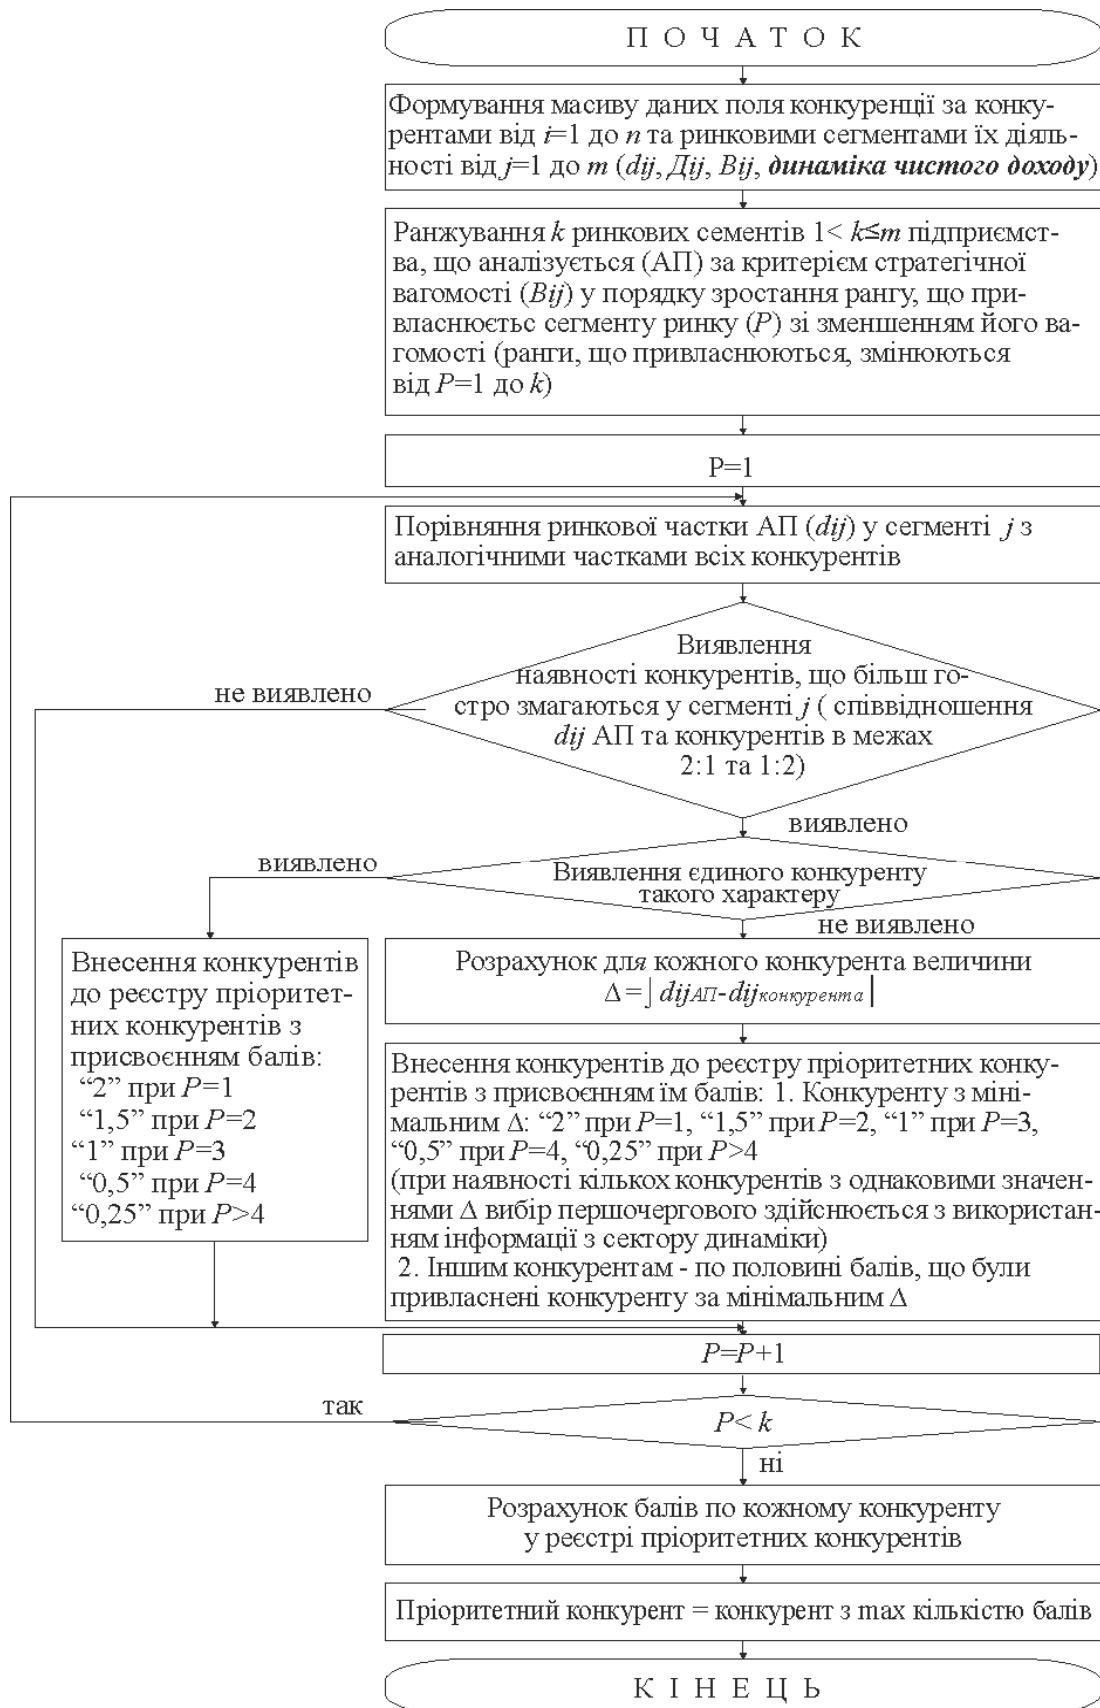 П О Ч А Т О К
Формування масиву даних поля конкуренції за конку-
рентами від i=1 до n та ринковими сегментами їх діяль-
ності від j=1 до m (dij, Дij, Вij, динаміка чистого доходу)
Ранжування k ринкових сементів 1< k≤m підприємст-
ва, що аналізується (АП) за критерієм стратегічної
вагомості (Вij) у порядку зростання рангу, що при-
власнюєтьс сегменту ринку (Р) зі зменшенням його ва-
гомості (ранги, що привласнюються, змінюються
від Р=1 до k)
Р=1
Порівняння ринкової частки АП (dij) у сегменті j з
аналогічними частками всіх конкурентів
Виявлення
наявності конкурентів, що більш го-
стро змагаються у сегменті j ( співвідношення
dij АП та конкурентів в межах
2:1 та 1:2)
не виявлено
виявлено
Виявлення єдиного конкуренту
такого характеру
виявлено
не виявлено
Внесення конкурентів
до реєстру пріоритет-
них конкурентів з
присвоєнням балів:
“2” при Р=1
“1,5” при Р=2
“1” при Р=3
“0,5” при Р=4
“0,25” при Р>4
Розрахунок для кожного конкурента величини
Δ=⌊dijАП-dijконкурента|
Внесення конкурентів до реєстру пріоритетних конку-
рентів з присвоєнням їм балів: 1. Конкуренту з міні-
мальним Δ: “2” при Р=1, “1,5” при Р=2, “1” при Р=3,
“0,5” при Р=4, “0,25” при Р>4
(при наявності кількох конкурентів з однаковими значен-
нями Δ вибір першочергового здійснюється з використан-
ням інформації з сектору динаміки)
2. Іншим конкурентам - по половині балів, що були
привласнені конкуренту за мінімальним Δ
Р=Р+1
Р< k
так
ні
Розрахунок балів по кожному конкуренту
у реєстрі пріоритетних конкурентів
Пріоритетний конкурент = конкурент з max кількістю балів
К І Н Е Ц Ь